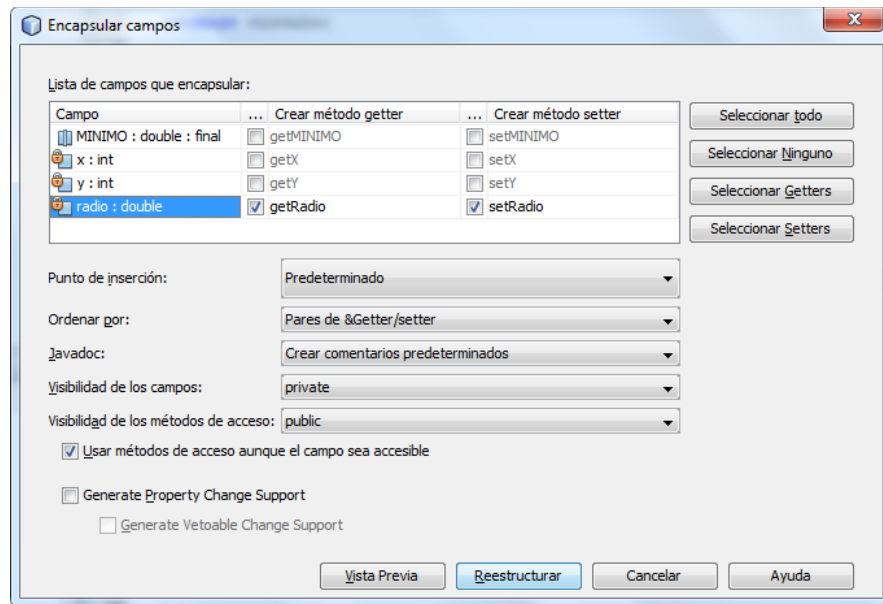 Encapsular campos
Lista de campos que encapsular:
Campo ... Crear método getter ... Crear método setter
MINIMO : double : final getMINIMO setMINIMO
x : int getX setX
y : int getY setY
radio : double getRadio setRadio
Seleccionar todo
Seleccionar Ninguno
Seleccionar Getters
Seleccionar Setters
Punto de inserción: Predeterminado
Ordenar por: Pares de &Getter/setter
Javadoc: Crear comentarios predeterminados
Visibilidad de los campos: private
Visibilidad de los métodos de acceso: public
Usar métodos de acceso aunque el campo sea accesible
Generate Property Change Support
Generate Vetoable Change Support
Vista Previa Reestructurar Cancelar Ayuda